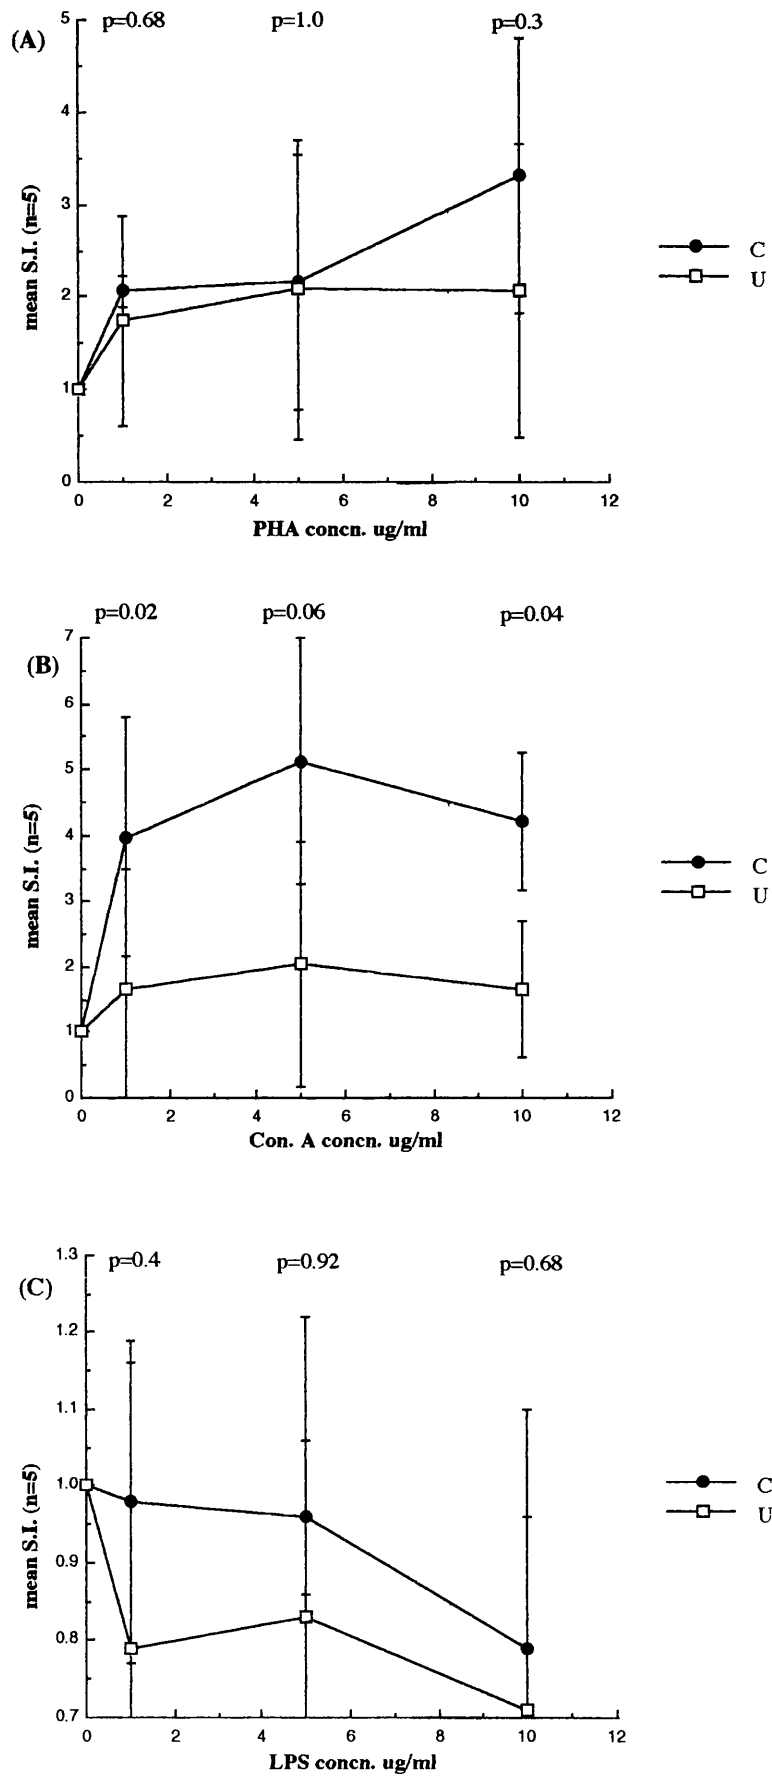 p=0.68 p=1.0 p=0.3
(A)
5
4
3
2
1
0
mean S.I. (n=5)
C
U
0 2 4 6 8 10 12
PHA concn. ug/ml
p=0.02 p=0.06 p=0.04
(B)
7
6
5
4
3
2
1
0
mean S.I. (n=5)
C
U
0 2 4 6 8 10 12
Con. A concn. ug/ml
p=0.4 p=0.92 p=0.68
(C)
1.3
1.2
1.1
1.0
0.9
0.8
0.7
mean S.I. (n=5)
C
U
0 2 4 6 8 10 12
LPS concn. ug/ml